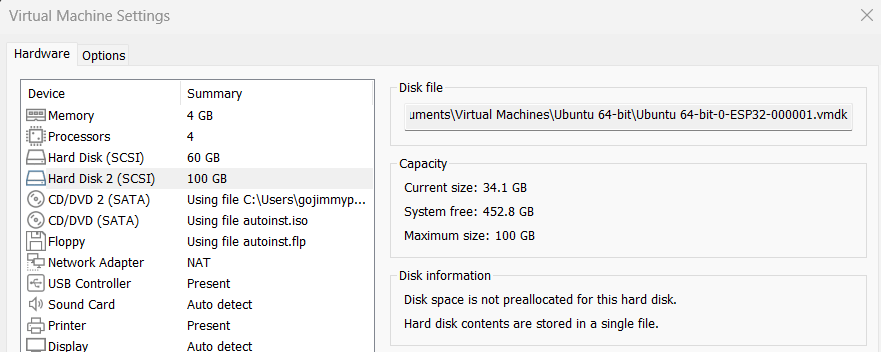 Virtual Machine Settings
Hardware Options
Device Summary
Memory 4 GB
Processors 4
Hard Disk (SCSI) 60 GB
Hard Disk 2 (SCSI) 100 GB
CD/DVD 2 (SATA) Using file C:\Users\gojimmyp...
CD/DVD (SATA) Using file autoinst.iso
Floppy Using file autoinst.flp
Network Adapter NAT
USB Controller Present
Sound Card Auto detect
Printer Present
Display Auto detect
Disk file
uments\Virtual Machines\Ubuntu 64-bit\Ubuntu 64-bit-0-ESP32-000001.vmdk
Capacity
Current size: 34.1 GB
System free: 452.8 GB
Maximum size: 100 GB
Disk information
Disk space is not preallocated for this hard disk.
Hard disk contents are stored in a single file.